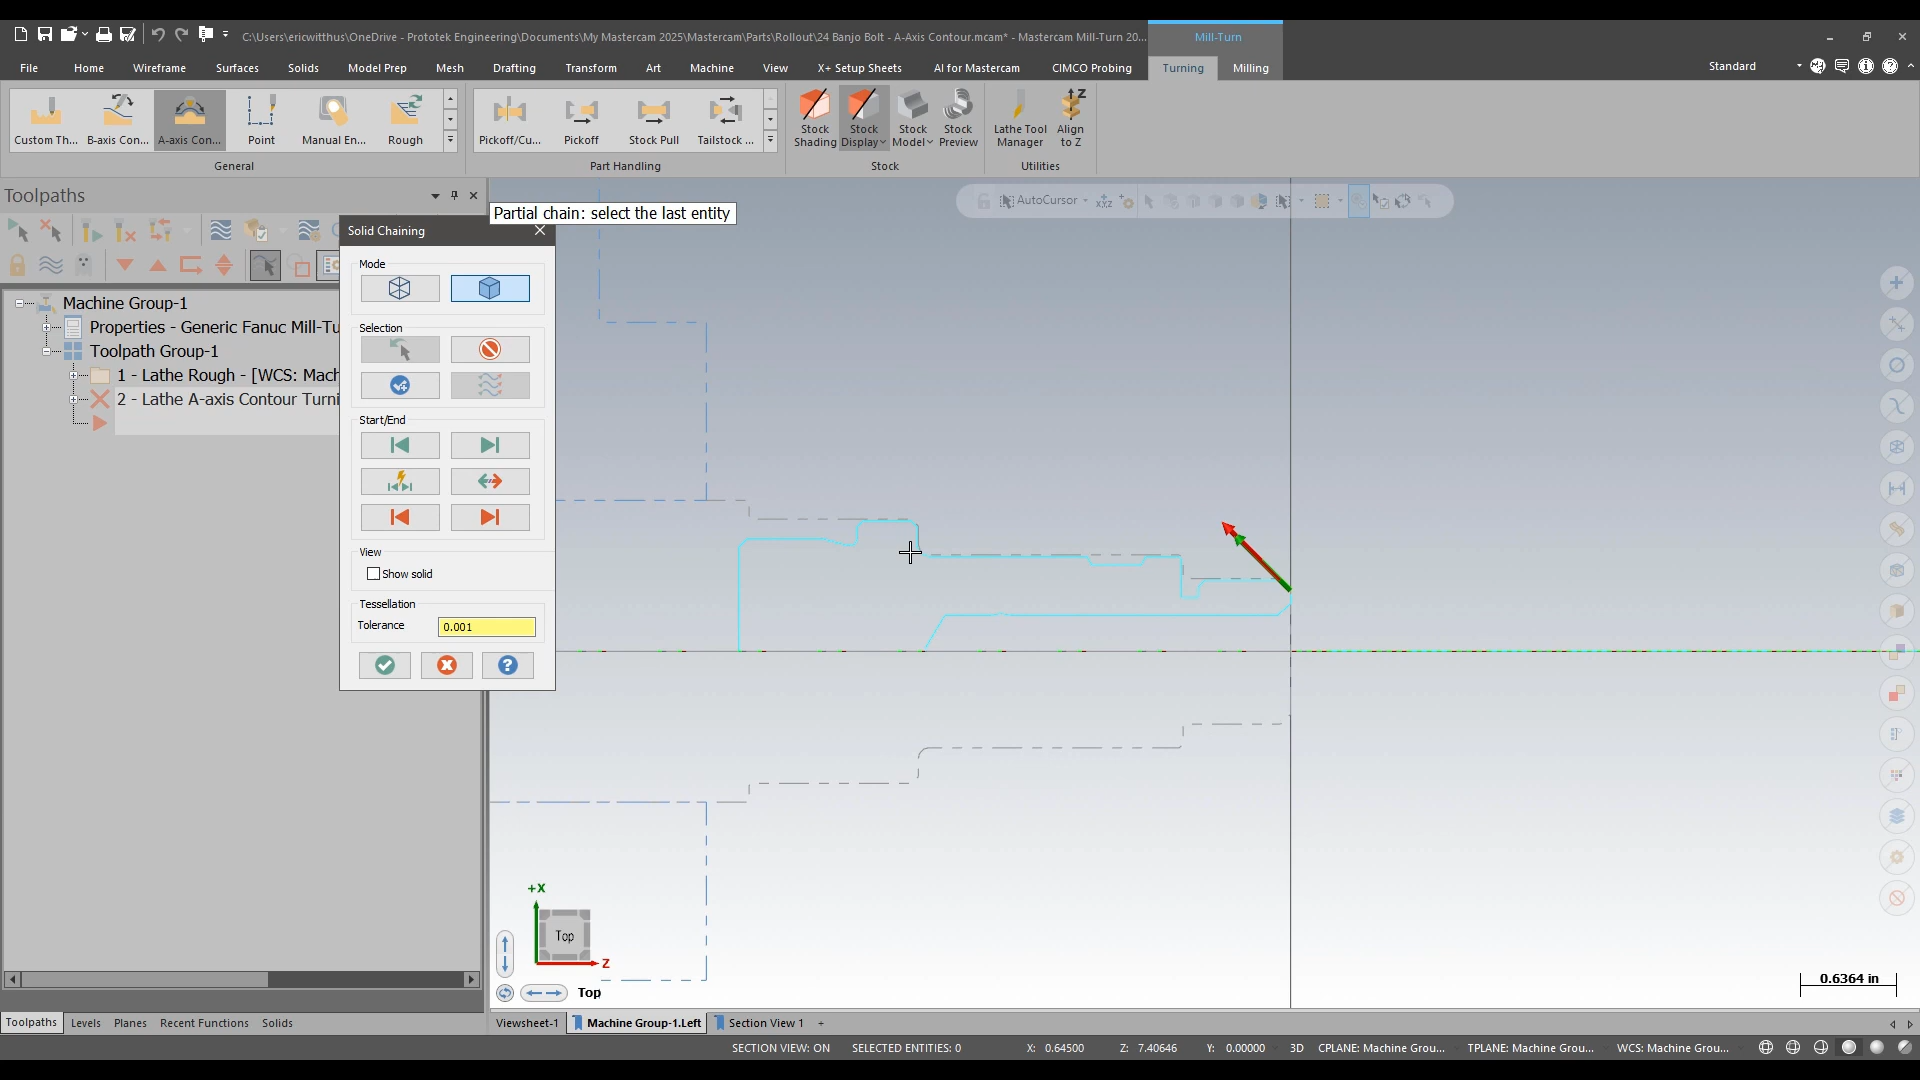 C:\Users\ericwitthus\OneDrive - Prototek Engineering\Documents\My Mastercam 2025\Mastercam\Parts\Rollout\24 Banjo Bolt - A-Axis Contour.mcam* - Mastercam Mill-Turn 20...
Mill-Turn
File Home Wireframe Surfaces Solids Model Prep Mesh Drafting Transform Art Machine View X+ Setup Sheets AI for Mastercam CIMCO Probing Turning Milling Standard
Custom Th... B-axis Con... A-axis Con... Point Manual En... Rough
Pickoff/Cu... Pickoff Stock Pull Tailstock ...
Stock Shading
Stock Display
Stock Model
Stock Preview
Lathe Tool Manager
Align to Z
General Part Handling Stock Utilities
Toolpaths
AutoCursor
Partial chain: select the last entity
Solid Chaining
Mode
Selection
Start/End
View
Show solid
Tessellation
Tolerance 0.001
Machine Group-1
Properties - Generic Fanuc Mill-Tu
Toolpath Group-1
1 - Lathe Rough - [WCS: Mach
2 - Lathe A-axis Contour Turni
+X
Top
Z
Top
0.6364 in
Toolpaths Levels Planes Recent Functions Solids
Viewsheet-1 Machine Group-1.Left Section View 1 +
SECTION VIEW: ON SELECTED ENTITIES: 0 X: 0.64500 Z: 7.40646 Y: 0.00000 3D CPLANE: Machine Grou... TPLANE: Machine Grou... WCS: Machine Grou...